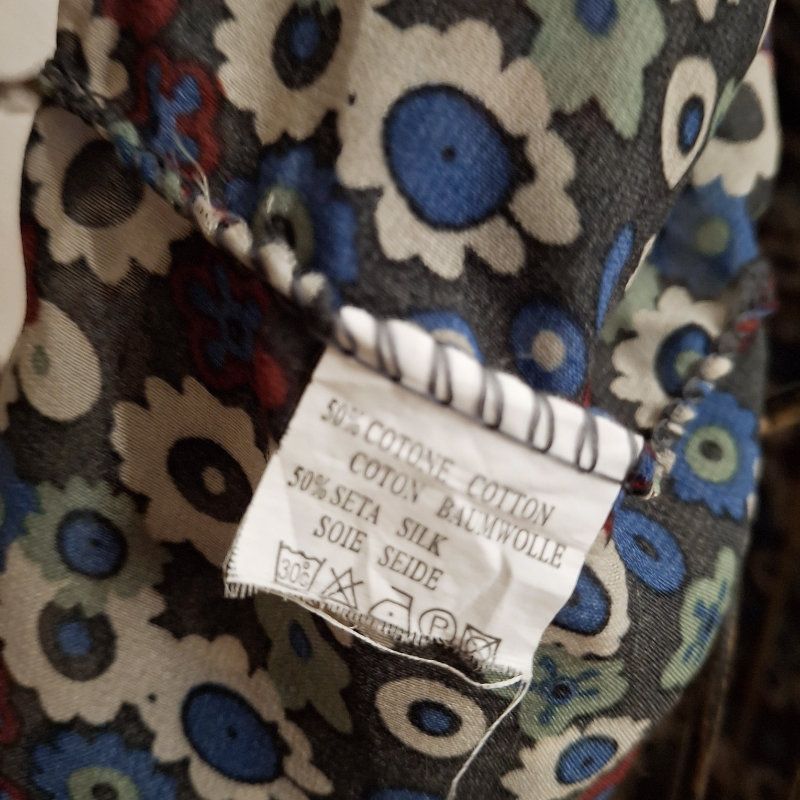 50% COTONE COTTON
COTON BAUMWOLLE
50% SETA SILK
SOIE SEIDE
30° P